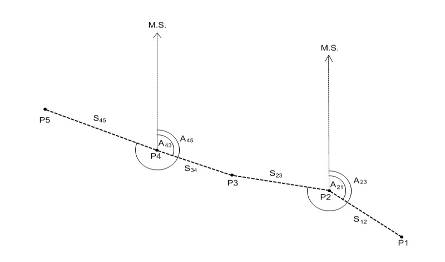 M.S.
M.S.
S₄₅
P5
A₄₃ A₄₅
P4
S₃₄
P3
S₂₃
A₂₁ A₂₃
P2
S₁₂
P1